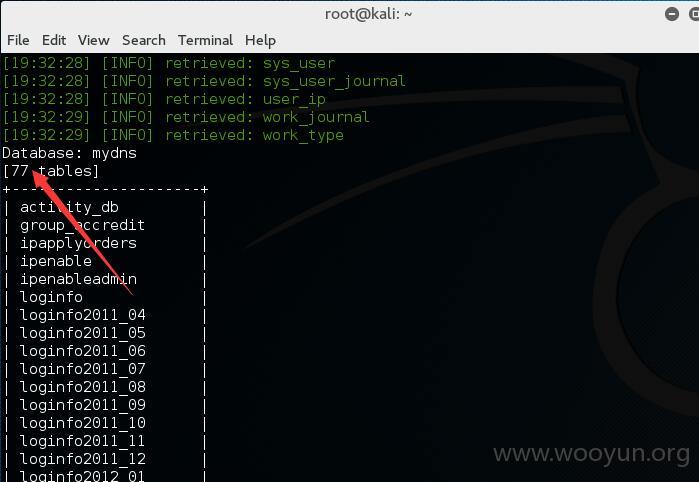 root@kali: ~
File Edit View Search Terminal Help
[19:32:28] [INFO] retrieved: sys_user
[19:32:28] [INFO] retrieved: sys_user_journal
[19:32:28] [INFO] retrieved: user_ip
[19:32:29] [INFO] retrieved: work_journal
[19:32:29] [INFO] retrieved: work_type
Database: mydns
[77 tables]
+----------------------+
| activity_db |
| group_accredit |
| ipapplyorders |
| ipenable |
| ipenableadmin |
| loginfo |
| loginfo2011_04 |
| loginfo2011_05 |
| loginfo2011_06 |
| loginfo2011_07 |
| loginfo2011_08 |
| loginfo2011_09 |
| loginfo2011_10 |
| loginfo2011_11 |
| loginfo2011_12 |
| loginfo2012_01 |
www.wooyun.org